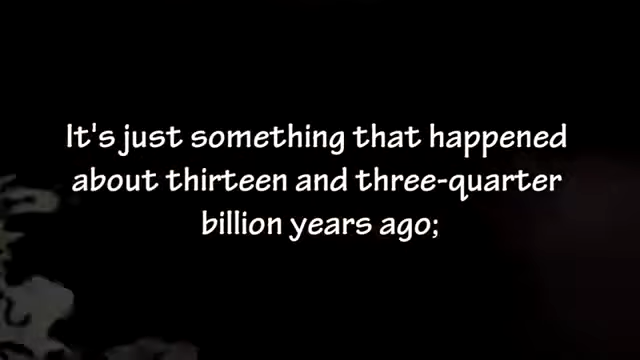 It's just something that happened
about thirteen and three-quarter
billion years ago;